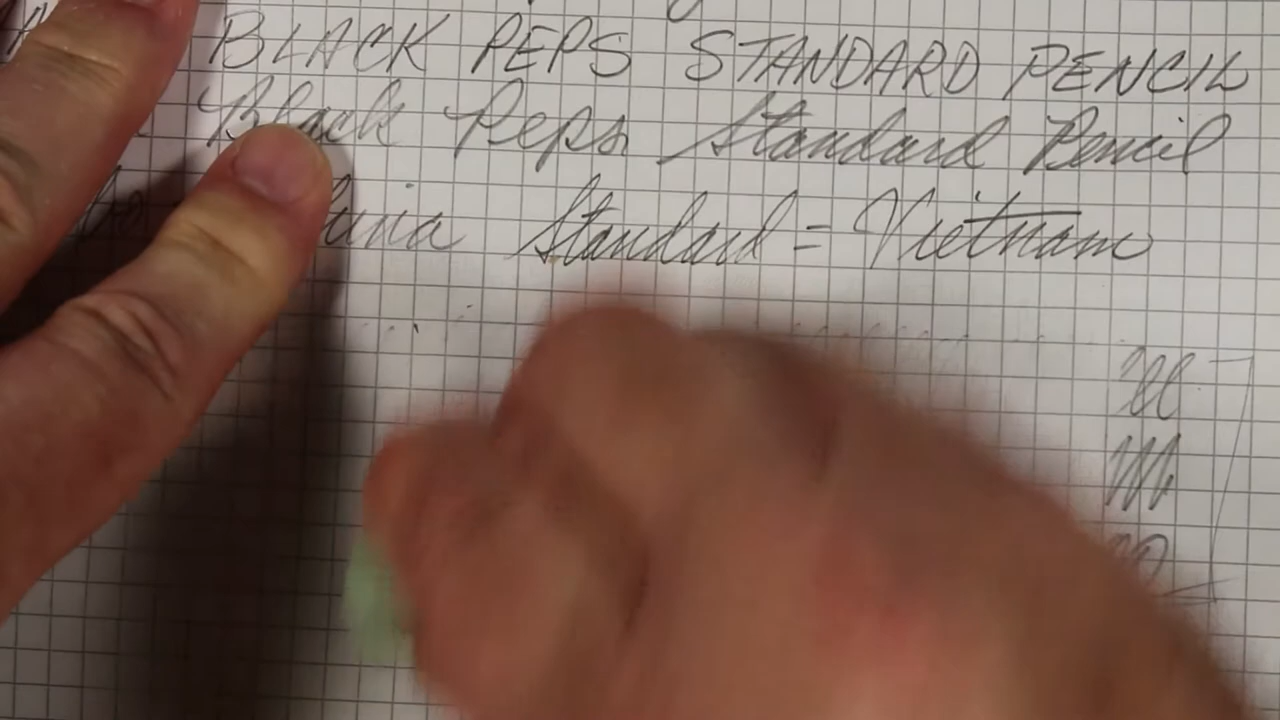 BLACK PEPS STANDARD PENCIL
Black Peps Standard Pencil
Standard = Vietnam